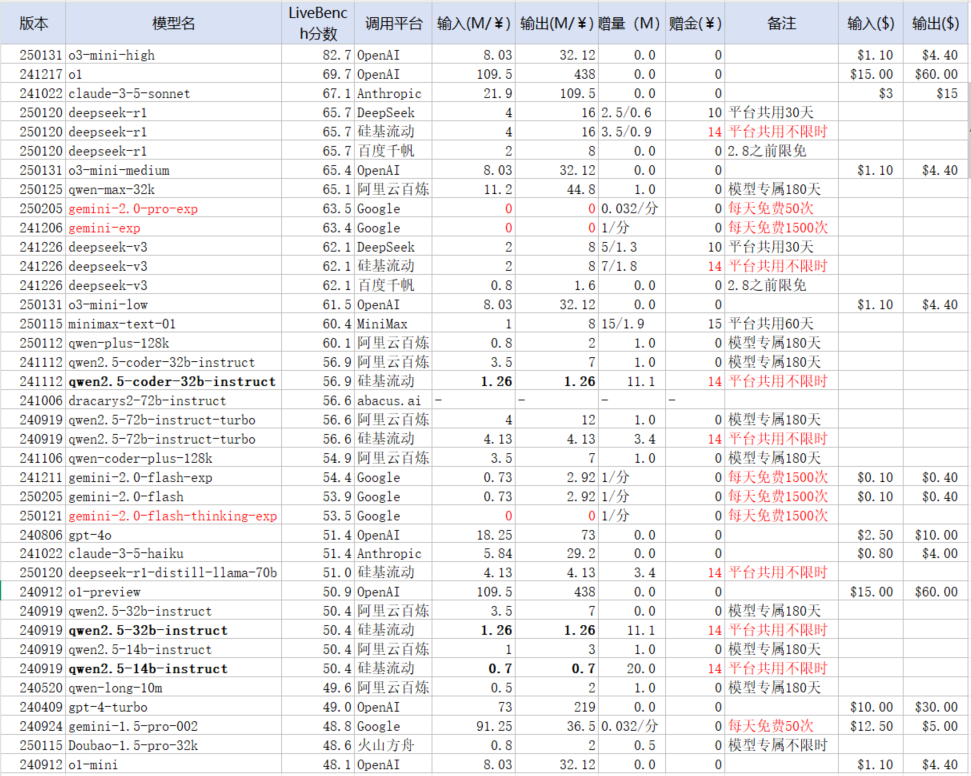 版本 模型名 LiveBench分数 调用平台 输入(M/¥) 输出(M/¥) 赠量（M） 赠金(¥) 备注 输入($) 输出($)
250131 o3-mini-high 82.7 OpenAI 8.03 32.12 0.0 0 $1.10 $4.40
241217 o1 69.7 OpenAI 109.5 438 0.0 0 $15.00 $60.00
241022 claude-3-5-sonnet 67.1 Anthropic 21.9 109.5 0.0 0 $3 $15
250120 deepseek-r1 65.7 DeepSeek 4 16 2.5/0.6 10 平台共用30天
250120 deepseek-r1 65.7 硅基流动 4 16 3.5/0.9 14 平台共用不限时
250120 deepseek-r1 65.7 百度千帆 2 8 0.0 0 2.8之前限免
250131 o3-mini-medium 65.4 OpenAI 8.03 32.12 0.0 0 $1.10 $4.40
250125 qwen-max-32k 65.1 阿里云百炼 11.2 44.8 1.0 0 模型专属180天
250205 gemini-2.0-pro-exp 63.5 Google 0 0 0.032/分 0 每天免费50次
241206 gemini-exp 63.4 Google 0 0 1/分 0 每天免费1500次
241226 deepseek-v3 62.1 DeepSeek 2 8 5/1.3 10 平台共用30天
241226 deepseek-v3 62.1 硅基流动 2 8 7/1.8 14 平台共用不限时
241226 deepseek-v3 62.1 百度千帆 0.8 1.6 0.0 0 2.8之前限免
250131 o3-mini-low 61.5 OpenAI 8.03 32.12 0.0 0 $1.10 $4.40
250115 minimax-text-01 60.4 MiniMax 1 8 15/1.9 15 平台共用60天
250112 qwen-plus-128k 60.1 阿里云百炼 0.8 2 1.0 0 模型专属180天
241112 qwen2.5-coder-32b-instruct 56.9 阿里云百炼 3.5 7 1.0 0 模型专属180天
241112 qwen2.5-coder-32b-instruct 56.9 硅基流动 1.26 1.26 11.1 14 平台共用不限时
241006 dracarys2-72b-instruct 56.6 abacus.ai - - - -
240919 qwen2.5-72b-instruct-turbo 56.6 阿里云百炼 4 12 1.0 0 模型专属180天
240919 qwen2.5-72b-instruct-turbo 56.6 硅基流动 4.13 4.13 3.4 14 平台共用不限时
241106 qwen-coder-plus-128k 54.9 阿里云百炼 3.5 7 1.0 0 模型专属180天
241211 gemini-2.0-flash-exp 54.4 Google 0.73 2.92 1/分 0 每天免费1500次 $0.10 $0.40
250205 gemini-2.0-flash 53.9 Google 0.73 2.92 1/分 0 每天免费1500次 $0.10 $0.40
250121 gemini-2.0-flash-thinking-exp 53.5 Google 0 0 1/分 0 每天免费1500次
240806 gpt-4o 51.4 OpenAI 18.25 73 0.0 0 $2.50 $10.00
241022 claude-3-5-haiku 51.4 Anthropic 5.84 29.2 0.0 0 $0.80 $4.00
250120 deepseek-r1-distill-llama-70b 51.0 硅基流动 4.13 4.13 3.4 14 平台共用不限时
240912 o1-preview 50.9 OpenAI 109.5 438 0.0 0 $15.00 $60.00
240919 qwen2.5-32b-instruct 50.4 阿里云百炼 3.5 7 0.0 0 模型专属180天
240919 qwen2.5-32b-instruct 50.4 硅基流动 1.26 1.26 11.1 14 平台共用不限时
240919 qwen2.5-14b-instruct 50.4 阿里云百炼 1 3 1.0 0 模型专属180天
240919 qwen2.5-14b-instruct 50.4 硅基流动 0.7 0.7 20.0 14 平台共用不限时
240520 qwen-long-10m 49.6 阿里云百炼 0.5 2 1.0 0 模型专属180天
240409 gpt-4-turbo 49.0 OpenAI 73 219 0.0 0 $10.00 $30.00
240924 gemini-1.5-pro-002 48.8 Google 91.25 36.5 0.032/分 0 每天免费50次 $12.50 $5.00
250115 Doubao-1.5-pro-32k 48.6 火山方舟 0.8 2 0.5 0 模型专属不限时
240912 o1-mini 48.1 OpenAI 8.03 32.12 0.0 0 $1.10 $4.40